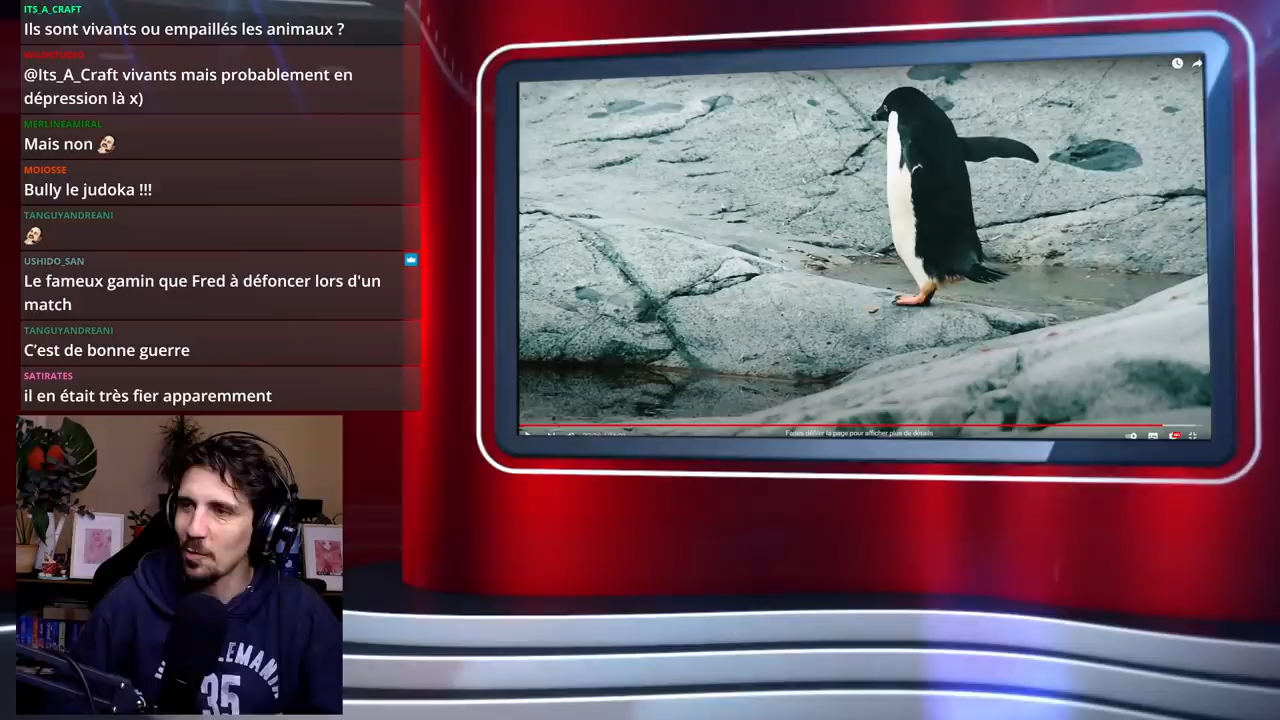 ITS_A_CRAFT
Ils sont vivants ou empaillés les animaux ?
WILDSTUDIO
@Its_A_Craft vivants mais probablement en
dépression là x)
MERLINEAMIRAL
Mais non
MOIOSSE
Bully le judoka !!!
TANGUYANDREANI
USHIDO_SAN
Le fameux gamin que Fred à défoncer lors d'un
match
TANGUYANDREANI
C’est de bonne guerre
SATIRATES
il en était très fier apparemment
Faites défiler la page pour afficher plus de détails
35